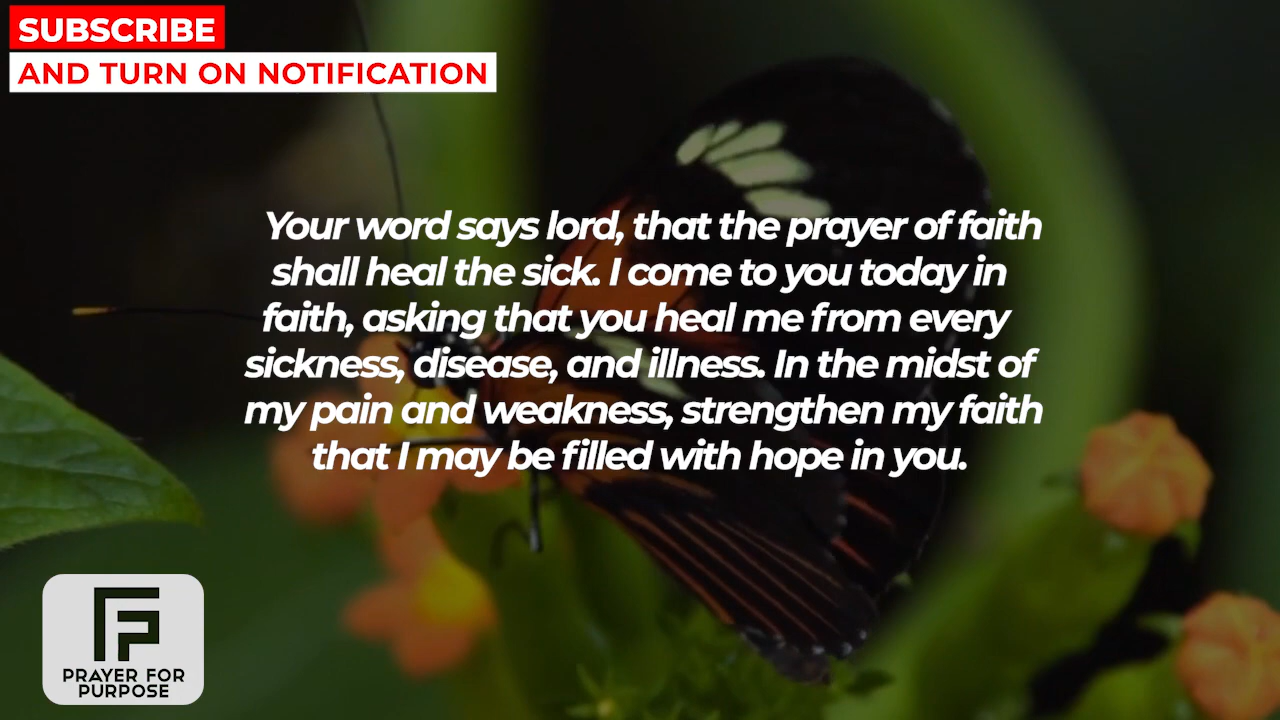 SUBSCRIBE
AND TURN ON NOTIFICATION
Your word says lord, that the prayer of faith
shall heal the sick. I come to you today in
faith, asking that you heal me from every
sickness, disease, and illness. In the midst of
my pain and weakness, strengthen my faith
that I may be filled with hope in you.
PRAYER FOR
PURPOSE